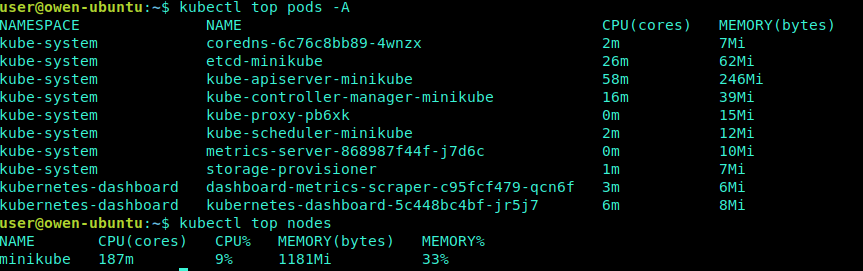 user@owen-ubuntu:~$ kubectl top pods -A
NAMESPACE NAME CPU(cores) MEMORY(bytes)
kube-system coredns-6c76c8bb89-4wnzx 2m 7Mi
kube-system etcd-minikube 26m 62Mi
kube-system kube-apiserver-minikube 58m 246Mi
kube-system kube-controller-manager-minikube 16m 39Mi
kube-system kube-proxy-pb6xk 0m 15Mi
kube-system kube-scheduler-minikube 2m 12Mi
kube-system metrics-server-868987f44f-j7d6c 0m 10Mi
kube-system storage-provisioner 1m 7Mi
kubernetes-dashboard dashboard-metrics-scraper-c95fcf479-qcn6f 3m 6Mi
kubernetes-dashboard kubernetes-dashboard-5c448bc4bf-jr5j7 6m 8Mi
user@owen-ubuntu:~$ kubectl top nodes
NAME CPU(cores) CPU% MEMORY(bytes) MEMORY%
minikube 187m 9% 1181Mi 33%